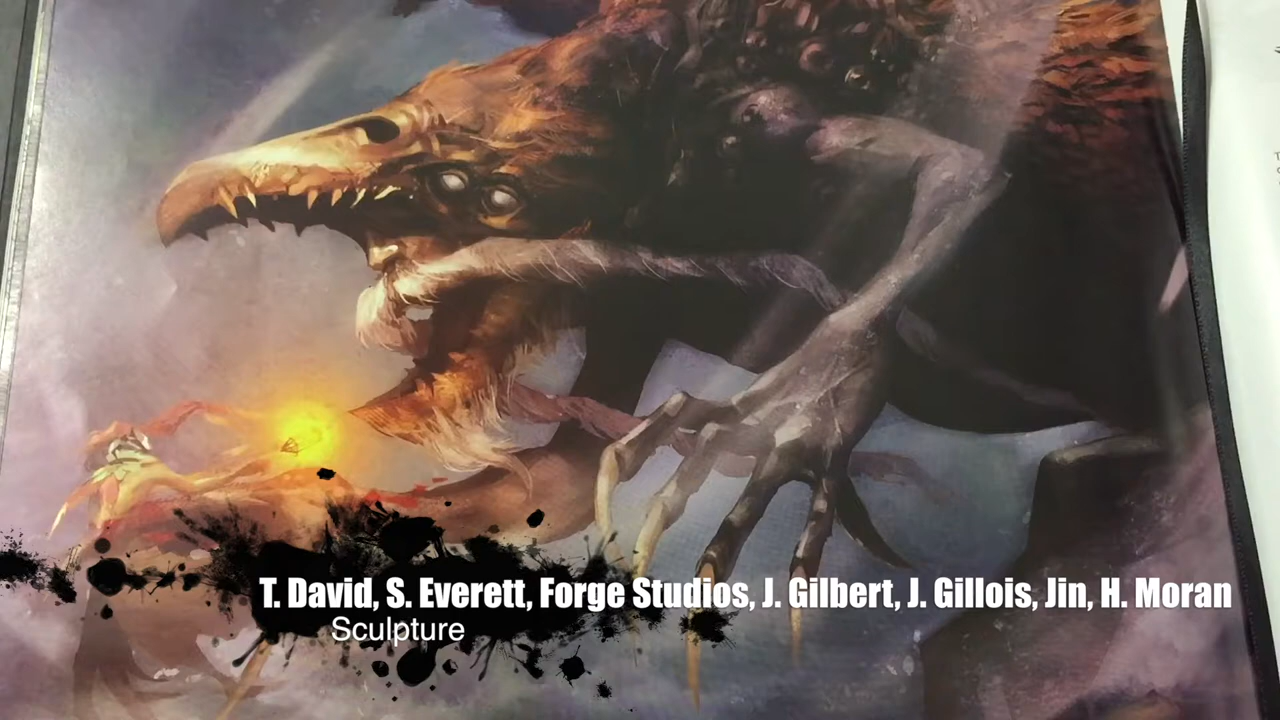 T. David, S. Everett, Forge Studios, J. Gilbert, J. Gillois, Jin, H. Moran
Sculpture